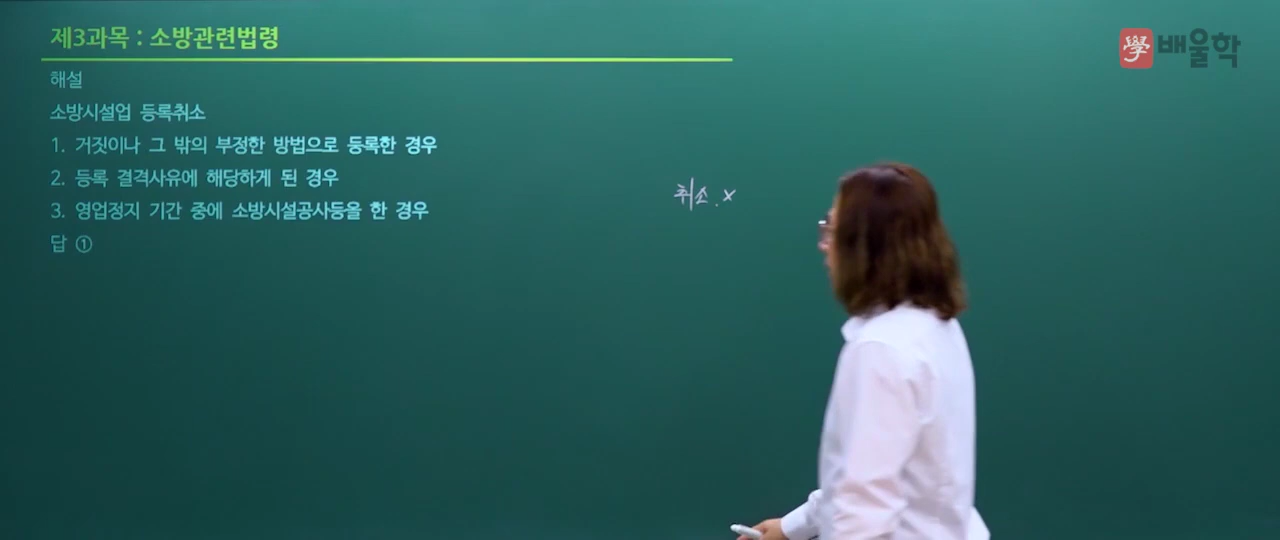 제3과목 : 소방관련법령
學 배울학
해설
소방시설업 등록취소
1. 거짓이나 그 밖의 부정한 방법으로 등록한 경우
2. 등록 결격사유에 해당하게 된 경우
취소. x
3. 영업정지 기간 중에 소방시설공사등을 한 경우
답 ①